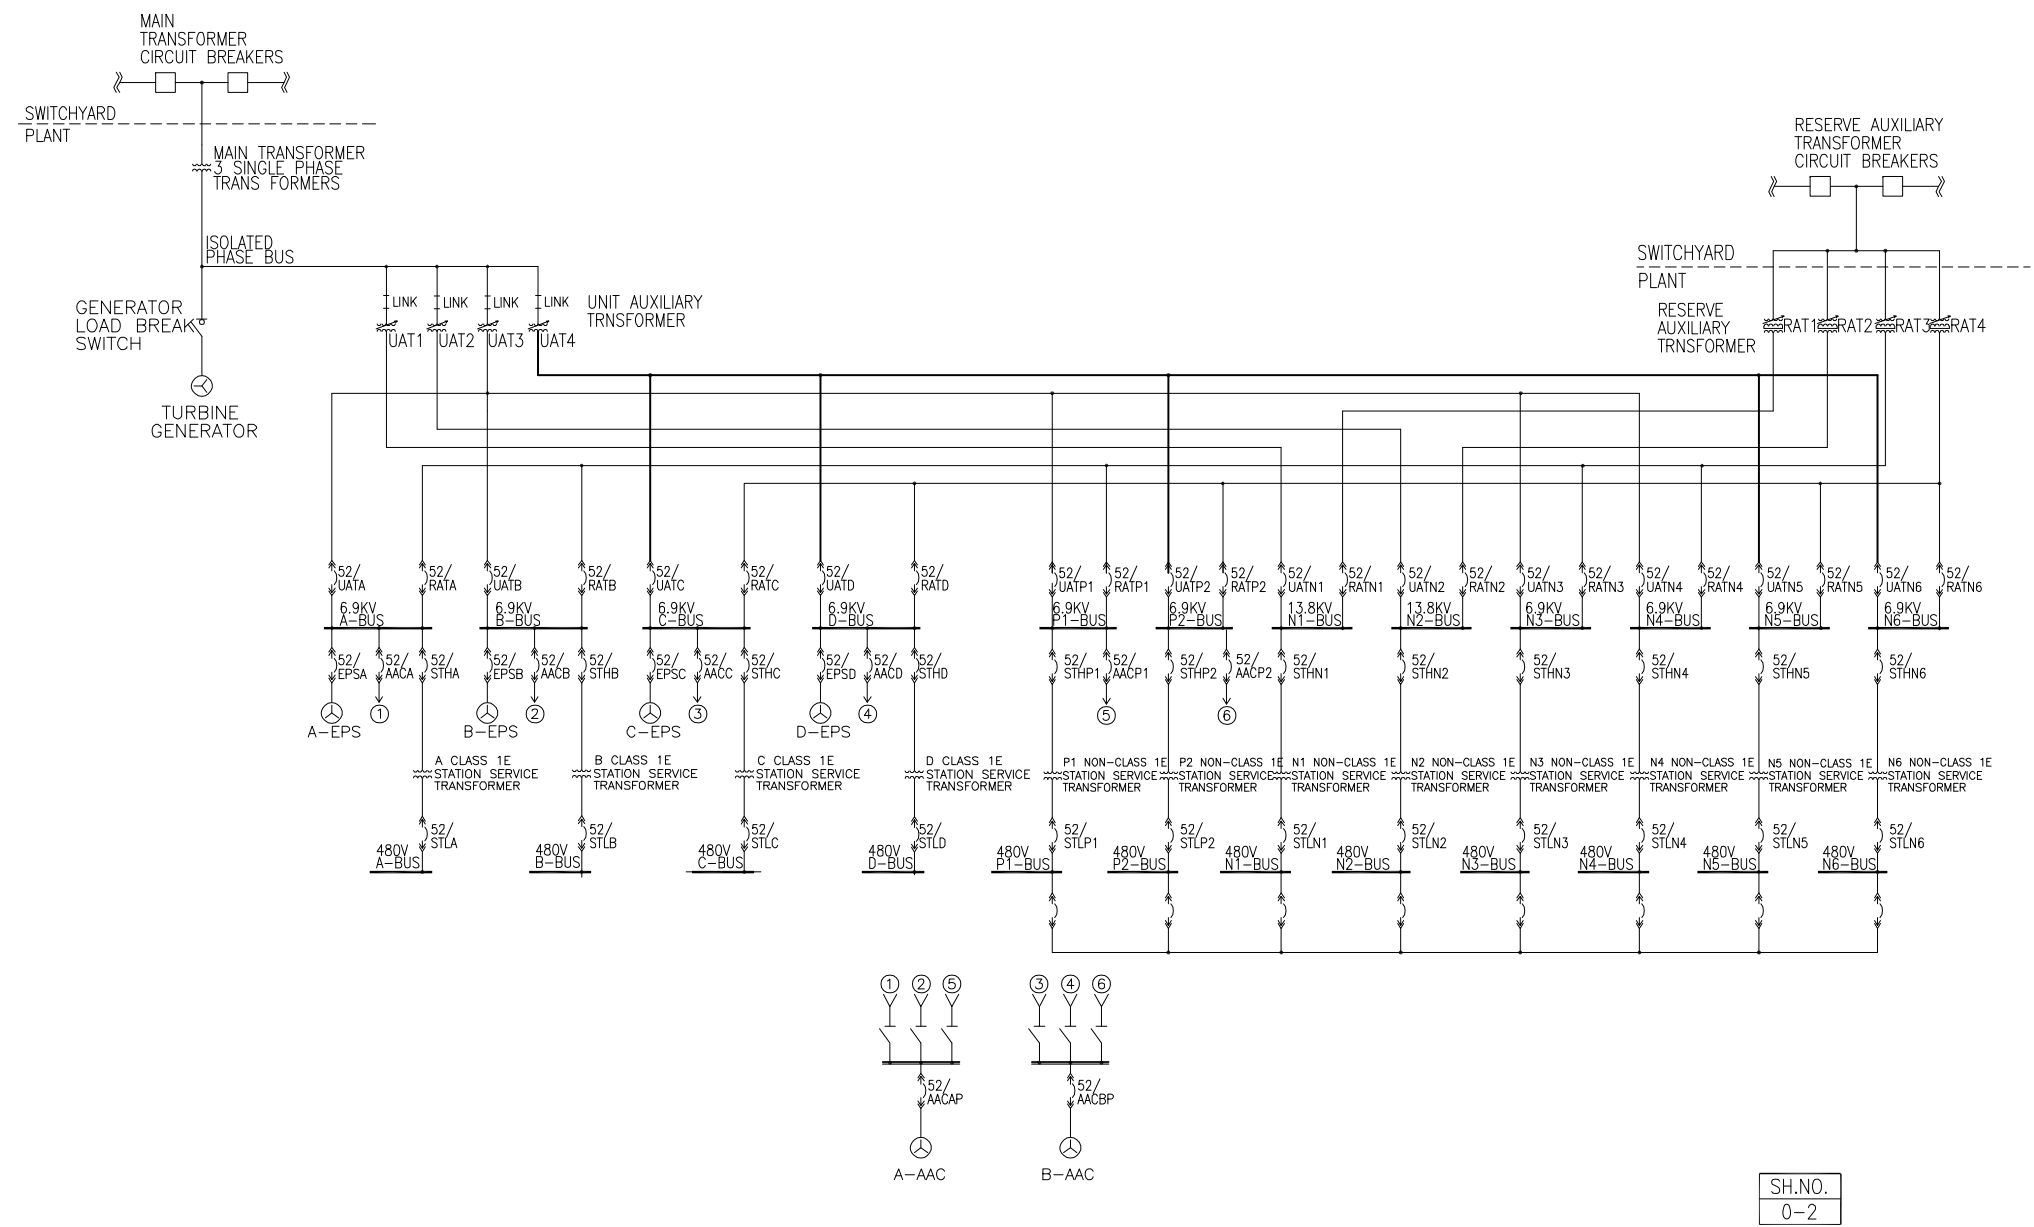 MAIN
TRANSFORMER
CIRCUIT BREAKERS
SWITCHYARD
PLANT
MAIN TRANSFORMER
3 SINGLE PHASE
TRANS FORMERS
ISOLATED
PHASE BUS
GENERATOR
LOAD BREAK
SWITCH
TURBINE
GENERATOR
LINK
LINK
LINK
LINK
UAT1
UAT2
UAT3
UAT4
UNIT AUXILIARY
TRNSFORMER
RESERVE AUXILIARY
TRANSFORMER
CIRCUIT BREAKERS
SWITCHYARD
PLANT
RESERVE
AUXILIARY
TRNSFORMER
RAT1
RAT2
RAT3
RAT4
52/
UATA
52/
RATA
52/
UATB
52/
RATB
52/
UATC
52/
RATC
52/
UATD
52/
RATD
52/
UATP1
52/
RATP1
52/
UATP2
52/
RATP2
52/
UATN1
52/
RATN1
52/
UATN2
52/
RATN2
52/
UATN3
52/
RATN3
52/
UATN4
52/
RATN4
52/
UATN5
52/
RATN5
52/
UATN6
52/
RATN6
6.9KV
A-BUS
6.9KV
B-BUS
6.9KV
C-BUS
6.9KV
D-BUS
6.9KV
P1-BUS
6.9KV
P2-BUS
13.8KV
N1-BUS
13.8KV
N2-BUS
6.9KV
N3-BUS
6.9KV
N4-BUS
6.9KV
N5-BUS
6.9KV
N6-BUS
52/
EPSA
52/
AACA
52/
STHA
52/
EPSB
52/
AACB
52/
STHB
52/
EPSC
52/
AACC
52/
STHC
52/
EPSD
52/
AACD
52/
STHD
52/
STHP1
52/
AACP1
52/
STHP2
52/
AACP2
52/
STHN1
52/
STHN2
52/
STHN3
52/
STHN4
52/
STHN5
52/
STHN6
1
2
3
4
5
6
A-EPS
B-EPS
C-EPS
D-EPS
A CLASS 1E
STATION SERVICE
TRANSFORMER
B CLASS 1E
STATION SERVICE
TRANSFORMER
C CLASS 1E
STATION SERVICE
TRANSFORMER
D CLASS 1E
STATION SERVICE
TRANSFORMER
P1 NON-CLASS 1E
STATION SERVICE
TRANSFORMER
P2 NON-CLASS 1E
STATION SERVICE
TRANSFORMER
N1 NON-CLASS 1E
STATION SERVICE
TRANSFORMER
N2 NON-CLASS 1E
STATION SERVICE
TRANSFORMER
N3 NON-CLASS 1E
STATION SERVICE
TRANSFORMER
N4 NON-CLASS 1E
STATION SERVICE
TRANSFORMER
N5 NON-CLASS 1E
STATION SERVICE
TRANSFORMER
N6 NON-CLASS 1E
STATION SERVICE
TRANSFORMER
52/
STLA
52/
STLB
52/
STLC
52/
STLD
52/
STLP1
52/
STLP2
52/
STLN1
52/
STLN2
52/
STLN3
52/
STLN4
52/
STLN5
52/
STLN6
480V
A-BUS
480V
B-BUS
480V
C-BUS
480V
D-BUS
480V
P1-BUS
480V
P2-BUS
480V
N1-BUS
480V
N2-BUS
480V
N3-BUS
480V
N4-BUS
480V
N5-BUS
480V
N6-BUS
1
2
5
3
4
6
52/
AACAP
52/
AACBP
A-AAC
B-AAC
SH.NO.
0-2